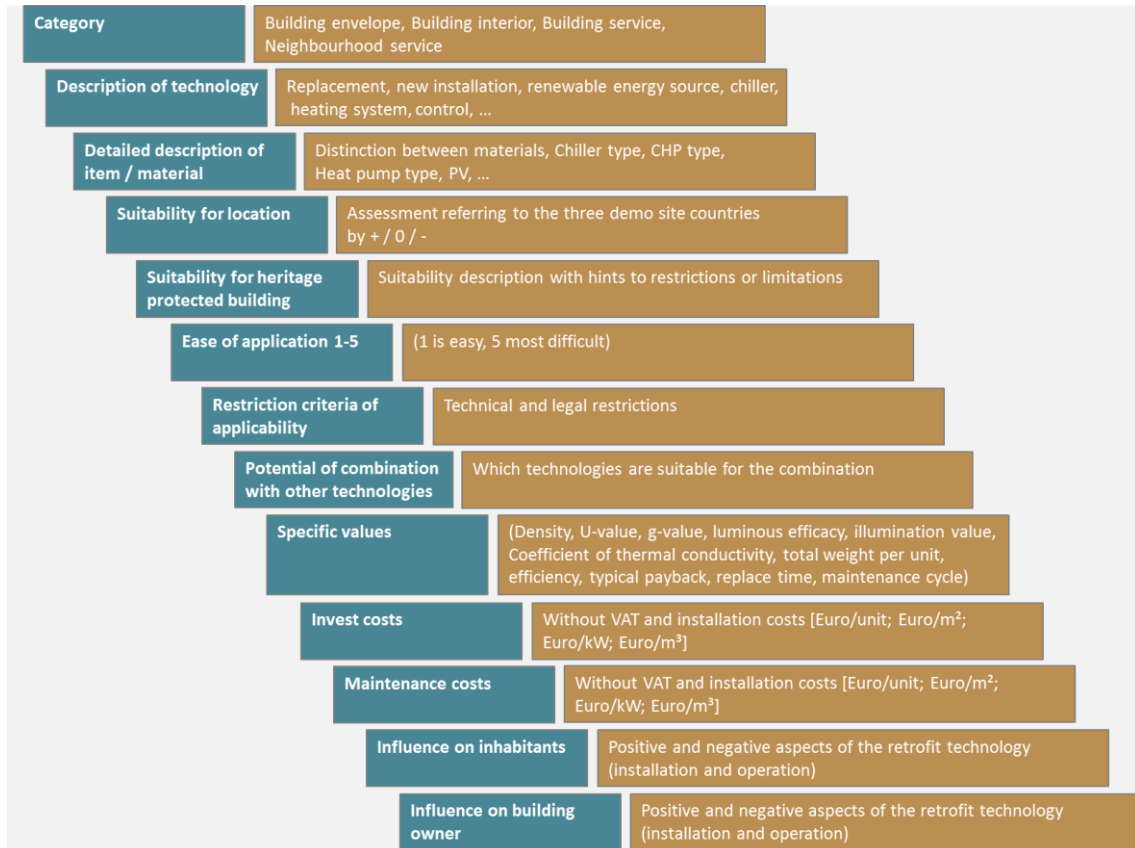 Category
Building envelope, Building interior, Building service,
Neighbourhood service
Description of technology
Replacement, new installation, renewable energy source, chiller,
heating system, control, ...
Detailed description of
item / material
Distinction between materials, Chiller type, CHP type,
Heat pump type, PV, ...
Suitability for location
Assessment referring to the three demo site countries
by + / 0 / -
Suitability for heritage
protected building
Suitability description with hints to restrictions or limitations
Ease of application 1-5
(1 is easy, 5 most difficult)
Restriction criteria of
applicability
Technical and legal restrictions
Potential of combination
with other technologies
Which technologies are suitable for the combination
Specific values
(Density, U-value, g-value, luminous efficacy, illumination value,
Coefficient of thermal conductivity, total weight per unit,
efficiency, typical payback, replace time, maintenance cycle)
Invest costs
Without VAT and installation costs [Euro/unit; Euro/m²;
Euro/kW; Euro/m³]
Maintenance costs
Without VAT and installation costs [Euro/unit; Euro/m²;
Euro/kW; Euro/m³]
Influence on inhabitants
Positive and negative aspects of the retrofit technology
(installation and operation)
Influence on building
owner
Positive and negative aspects of the retrofit technology
(installation and operation)